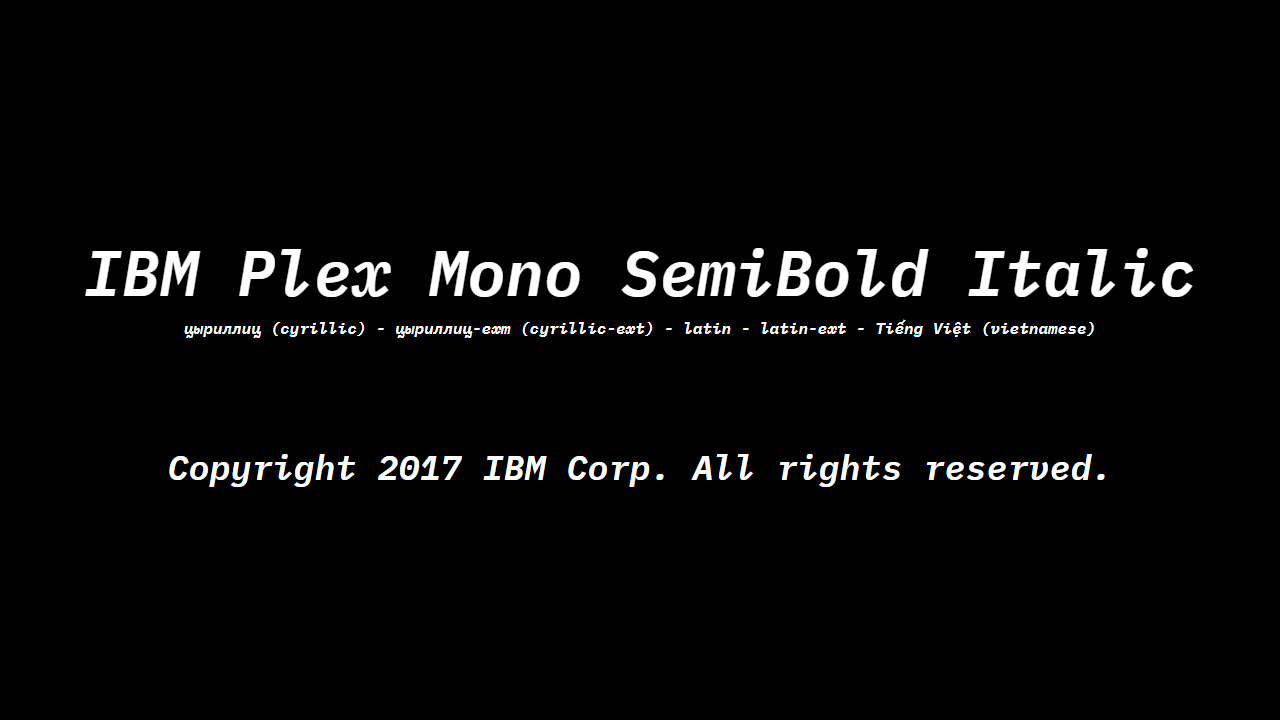 IBM Plex Mono SemiBold Italic
цыриллиц (cyrillic) - цыриллиц-ехт (cyrillic-ext) - latin - latin-ext - Tiếng Việt (vietnamese)
Copyright 2017 IBM Corp. All rights reserved.